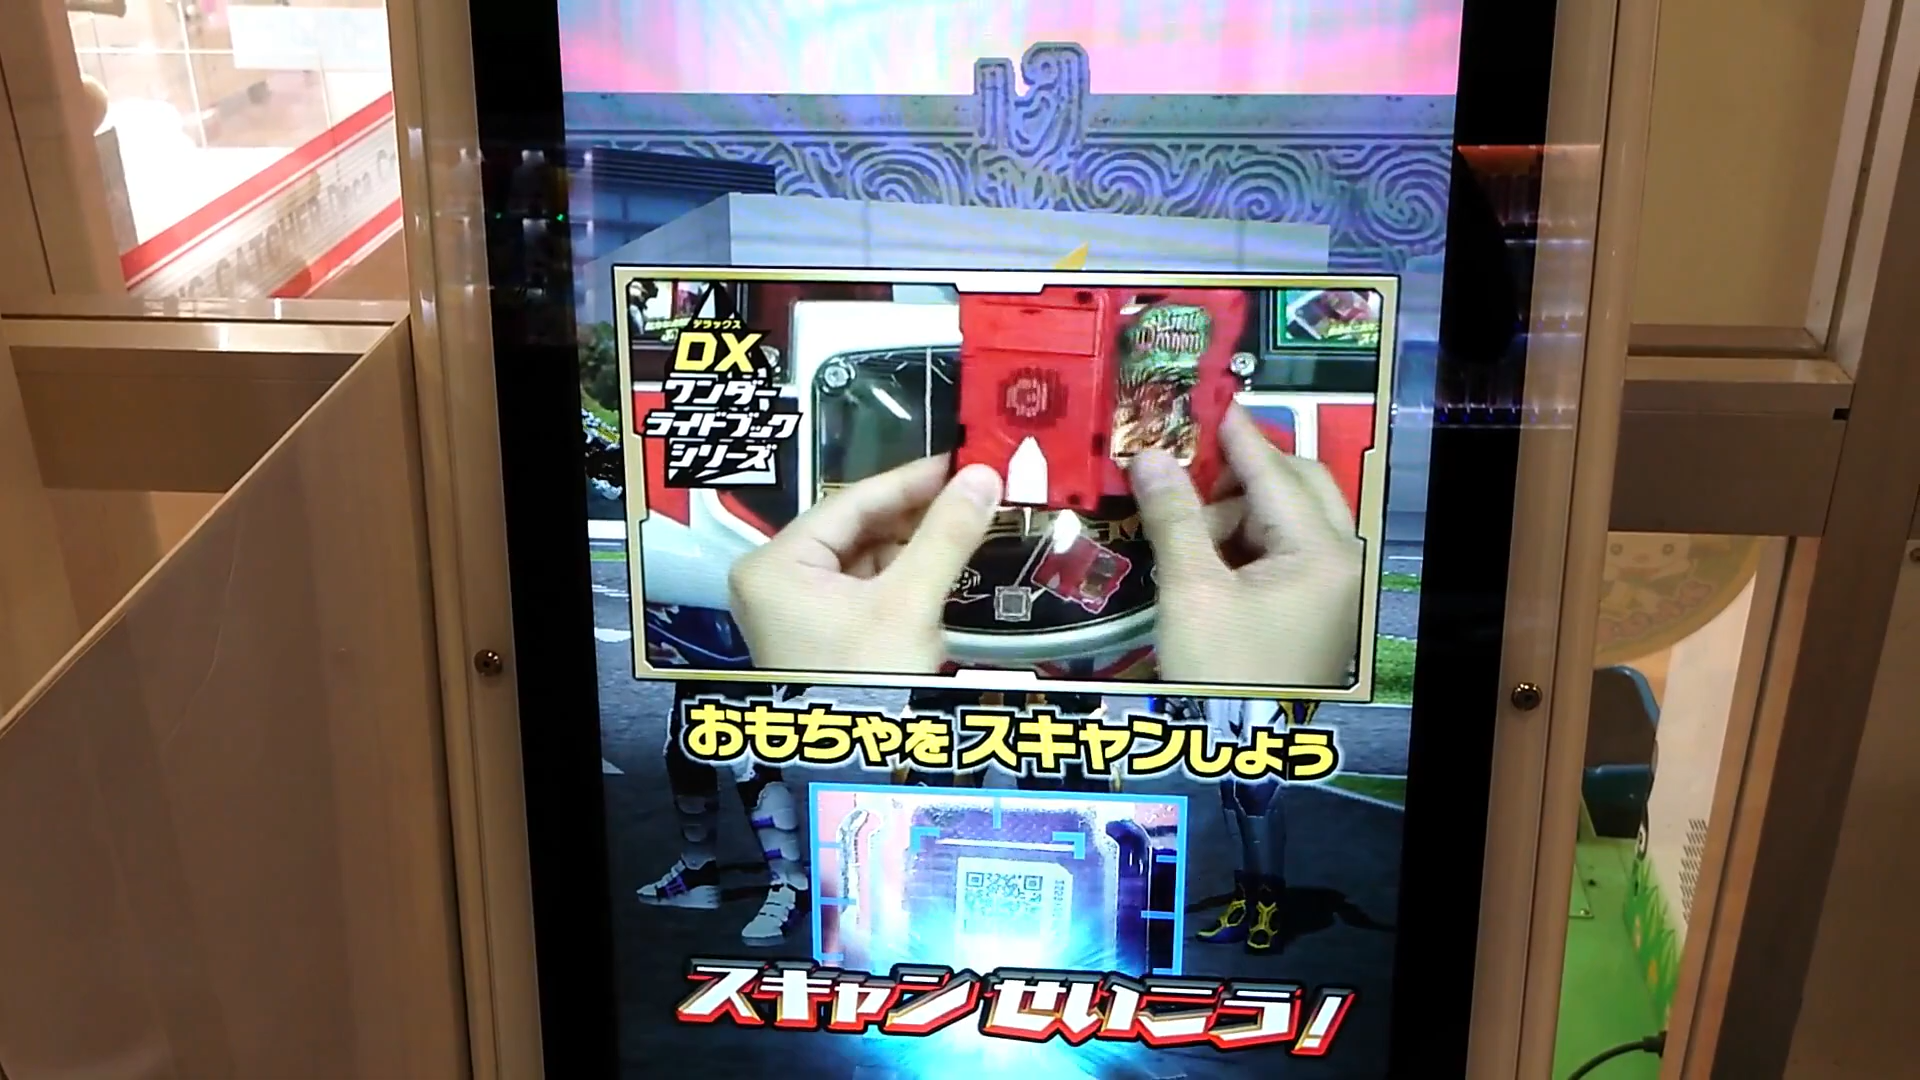 デラックス
DX
ワンダー
ライドブック
シリーズ
おもちゃをスキャンしよう
スキャンせいこう!